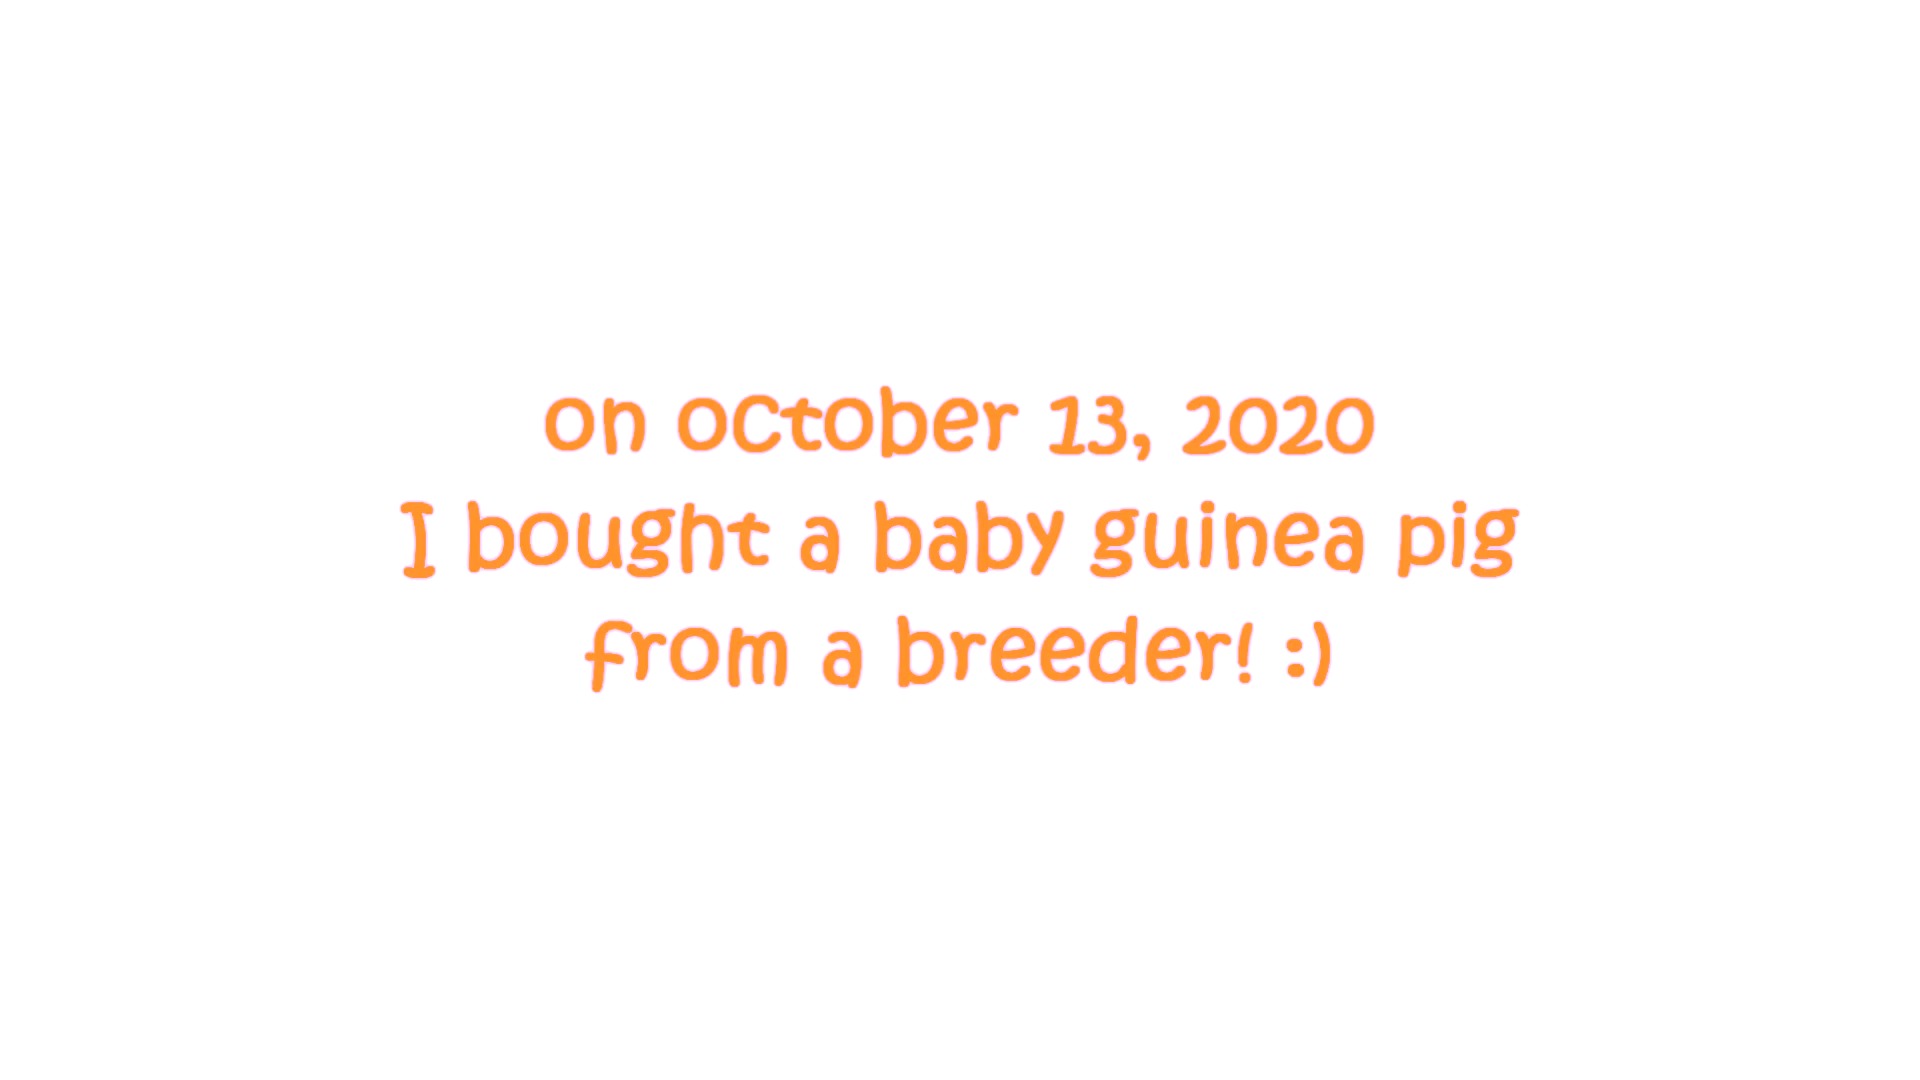 on october 13, 2020
I bought a baby guinea pig
from a breeder! :)